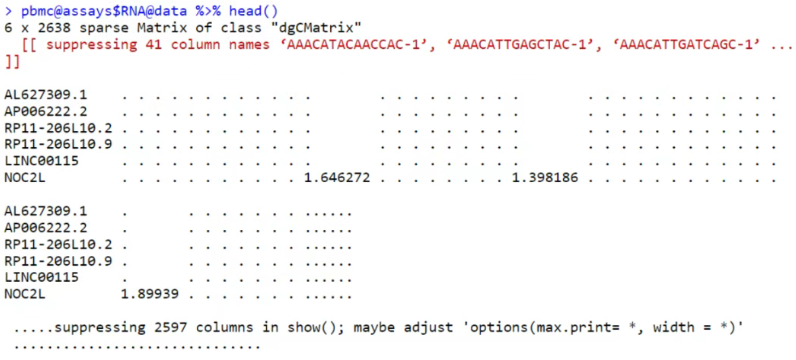 > pbmc@assays$RNA@data %>% head()
6 x 2638 sparse Matrix of class "dgCMatrix"
  [[ suppressing 41 column names ‘AAACATACAACCAC-1’, ‘AAACATTGAGCTAC-1’, ‘AAACATTGATCAGC-1’ ...
]]
AL627309.1    . . . . . . . . . . . .        . . . . . . . . .        . . . . . . . . . . . .
AP006222.2    . . . . . . . . . . . .        . . . . . . . . .        . . . . . . . . . . . .
RP11-206L10.2 . . . . . . . . . . . .        . . . . . . . . .        . . . . . . . . . . . .
RP11-206L10.9 . . . . . . . . . . . .        . . . . . . . . .        . . . . . . . . . . . .
LINC00115     . . . . . . . . . . . .        . . . . . . . . .        . . . . . . . . . . . .
NOC2L         . . . . . . . . . . . 1.646272 . . . . . . . . 1.398186 . . . . . . . . . . . .
AL627309.1    .       . . . . . . . ......
AP006222.2    .       . . . . . . . ......
RP11-206L10.2 .       . . . . . . . ......
RP11-206L10.9 .       . . . . . . . ......
LINC00115     .       . . . . . . . ......
NOC2L         1.89939 . . . . . . . ......
 .....suppressing 2597 columns in show(); maybe adjust 'options(max.print= *, width = *)'
 ..............................